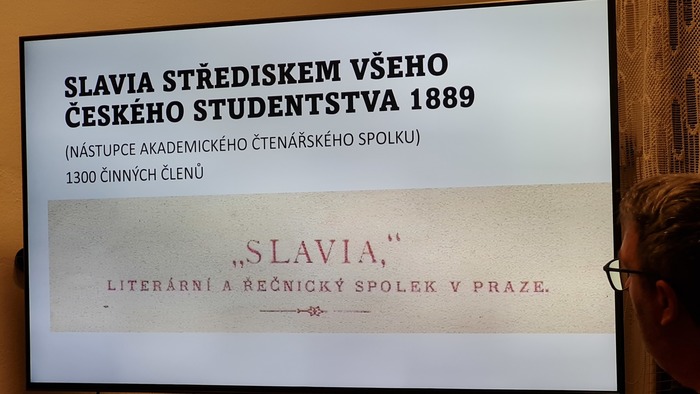 SLAVIA STŘEDISKEM VŠEHO
ČESKÉHO STUDENTSTVA 1889
(NÁSTUPCE AKADEMICKÉHO ČTENÁŘSKÉHO SPOLKU)
1300 ČINNÝCH ČLENŮ
„SLAVIA,“
LITERÁRNÍ A ŘEČNICKÝ SPOLEK V PRAZE.